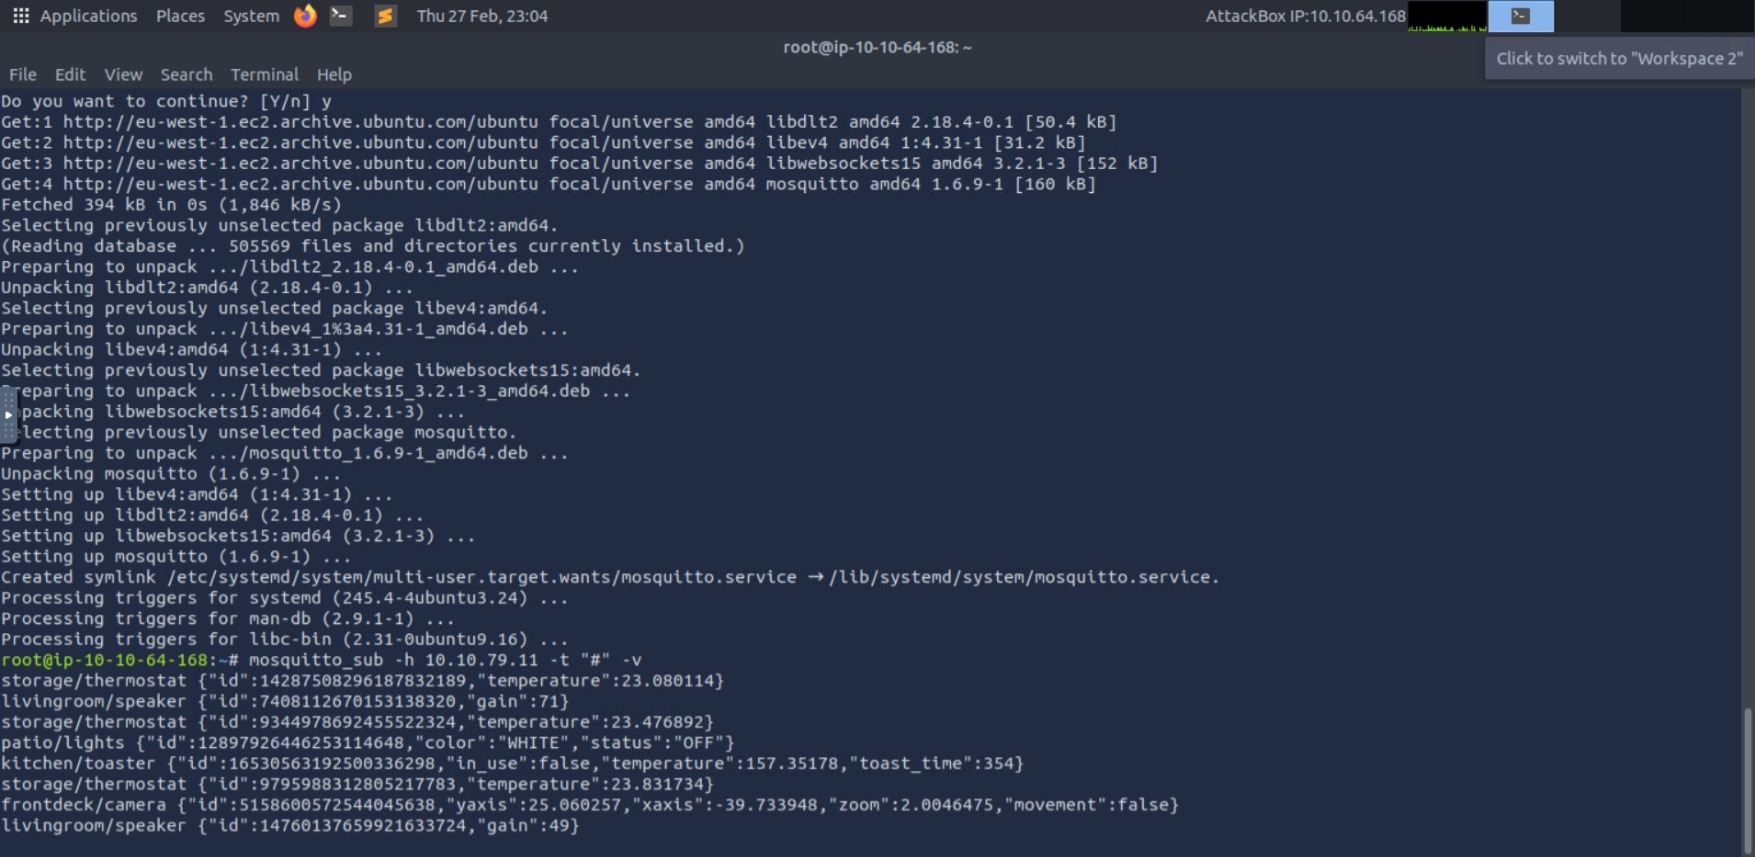 Applications Places System Thu 27 Feb, 23:04 AttackBox IP:10.10.64.168
root@ip-10-10-64-168: ~
Click to switch to "Workspace 2"
File Edit View Search Terminal Help
Do you want to continue? [Y/n] y
Get:1 http://eu-west-1.ec2.archive.ubuntu.com/ubuntu focal/universe amd64 libdlt2 amd64 2.18.4-0.1 [50.4 kB]
Get:2 http://eu-west-1.ec2.archive.ubuntu.com/ubuntu focal/universe amd64 libev4 amd64 1:4.31-1 [31.2 kB]
Get:3 http://eu-west-1.ec2.archive.ubuntu.com/ubuntu focal/universe amd64 libwebsockets15 amd64 3.2.1-3 [152 kB]
Get:4 http://eu-west-1.ec2.archive.ubuntu.com/ubuntu focal/universe amd64 mosquitto amd64 1.6.9-1 [160 kB]
Fetched 394 kB in 0s (1,846 kB/s)
Selecting previously unselected package libdlt2:amd64.
(Reading database ... 505569 files and directories currently installed.)
Preparing to unpack .../libdlt2_2.18.4-0.1_amd64.deb ...
Unpacking libdlt2:amd64 (2.18.4-0.1) ...
Selecting previously unselected package libev4:amd64.
Preparing to unpack .../libev4_1%3a4.31-1_amd64.deb ...
Unpacking libev4:amd64 (1:4.31-1) ...
Selecting previously unselected package libwebsockets15:amd64.
Preparing to unpack .../libwebsockets15_3.2.1-3_amd64.deb ...
packing libwebsockets15:amd64 (3.2.1-3) ...
lecting previously unselected package mosquitto.
Preparing to unpack .../mosquitto_1.6.9-1_amd64.deb ...
Unpacking mosquitto (1.6.9-1) ...
Setting up libev4:amd64 (1:4.31-1) ...
Setting up libdlt2:amd64 (2.18.4-0.1) ...
Setting up libwebsockets15:amd64 (3.2.1-3) ...
Setting up mosquitto (1.6.9-1) ...
Created symlink /etc/systemd/system/multi-user.target.wants/mosquitto.service → /lib/systemd/system/mosquitto.service.
Processing triggers for systemd (245.4-4ubuntu3.24) ...
Processing triggers for man-db (2.9.1-1) ...
Processing triggers for libc-bin (2.31-0ubuntu9.16) ...
root@ip-10-10-64-168:~# mosquitto_sub -h 10.10.79.11 -t "#" -v
storage/thermostat {"id":14287508296187832189,"temperature":23.080114}
livingroom/speaker {"id":7408112670153138320,"gain":71}
storage/thermostat {"id":9344978692455522324,"temperature":23.476892}
patio/lights {"id":12897926446253114648,"color":"WHITE","status":"OFF"}
kitchen/toaster {"id":16530563192500336298,"in_use":false,"temperature":157.35178,"toast_time":354}
storage/thermostat {"id":9795988312805217783,"temperature":23.831734}
frontdeck/camera {"id":5158600572544045638,"yaxis":25.060257,"xaxis":-39.733948,"zoom":2.0046475,"movement":false}
livingroom/speaker {"id":14760137659921633724,"gain":49}